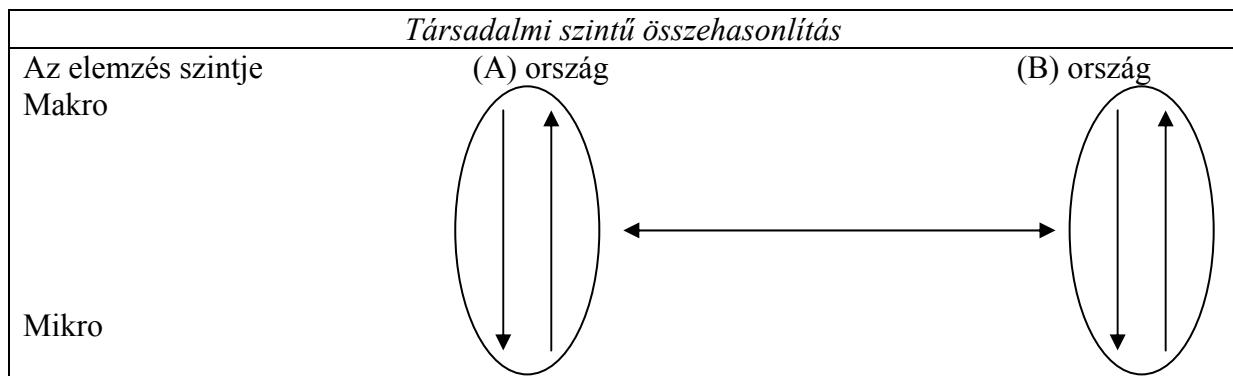 Társadalmi szintű összehasonlítás
Az elemzés szintje (A) ország (B) ország
Makro
Mikro